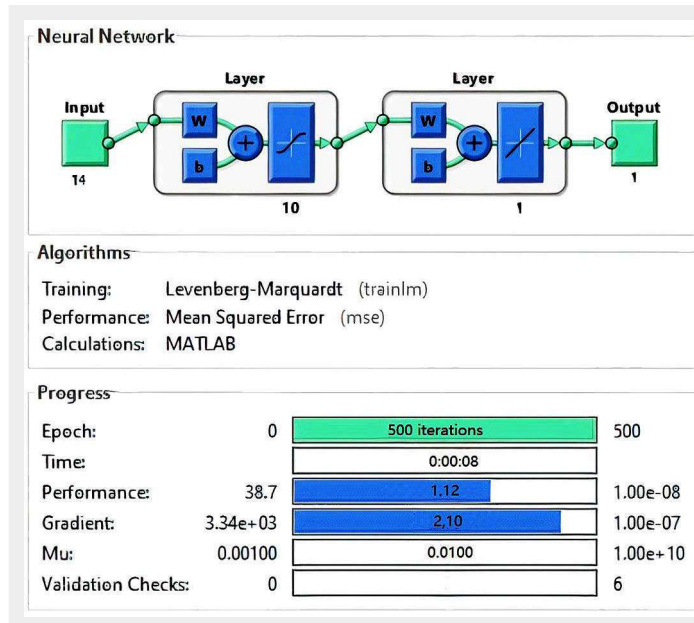 Neural Network
Layer
Layer
Input
Output
W
W
b
b
14
10
1
1
Algorithms
Training: Levenberg-Marquardt (trainlm)
Performance: Mean Squared Error (mse)
Calculations: MATLAB
Progress
Epoch: 0 500 iterations 500
Time: 0:00:08
Performance: 38.7 1.12 1.00e-08
Gradient: 3.34e+03 2,10 1.00e-07
Mu: 0.00100 0.0100 1.00e+10
Validation Checks: 0 6